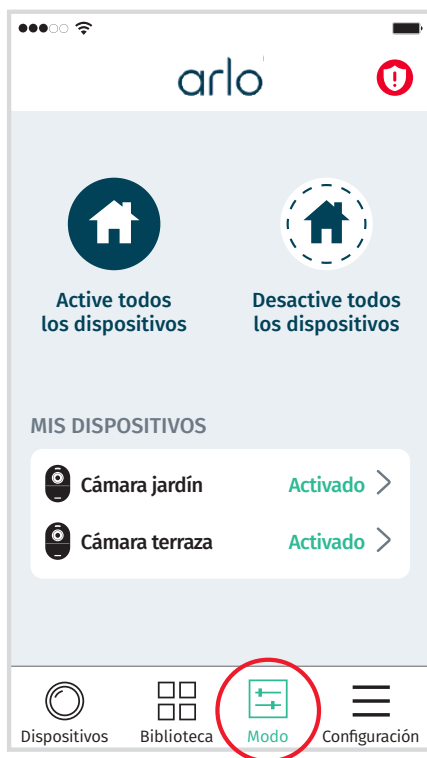 arlo
Active todos
los dispositivos
Desactive todos
los dispositivos
MIS DISPOSITIVOS
Cámara jardín Activado
Cámara terraza Activado
Dispositivos Biblioteca Modo Configuración